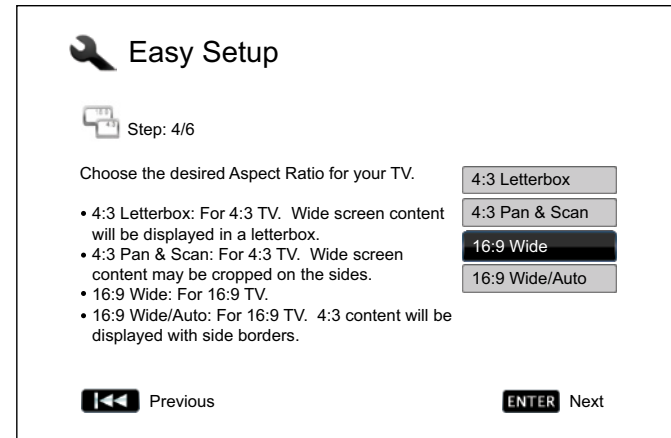 Easy Setup
Step: 4/6
Choose the desired Aspect Ratio for your TV.
• 4:3 Letterbox: For 4:3 TV.  Wide screen content
will be displayed in a letterbox.
• 4:3 Pan & Scan: For 4:3 TV.  Wide screen
content may be cropped on the sides.
• 16:9 Wide: For 16:9 TV.
• 16:9 Wide/Auto: For 16:9 TV.  4:3 content will be
displayed with side borders.
4:3 Letterbox
4:3 Pan & Scan
16:9 Wide
16:9 Wide/Auto
Previous
ENTER Next